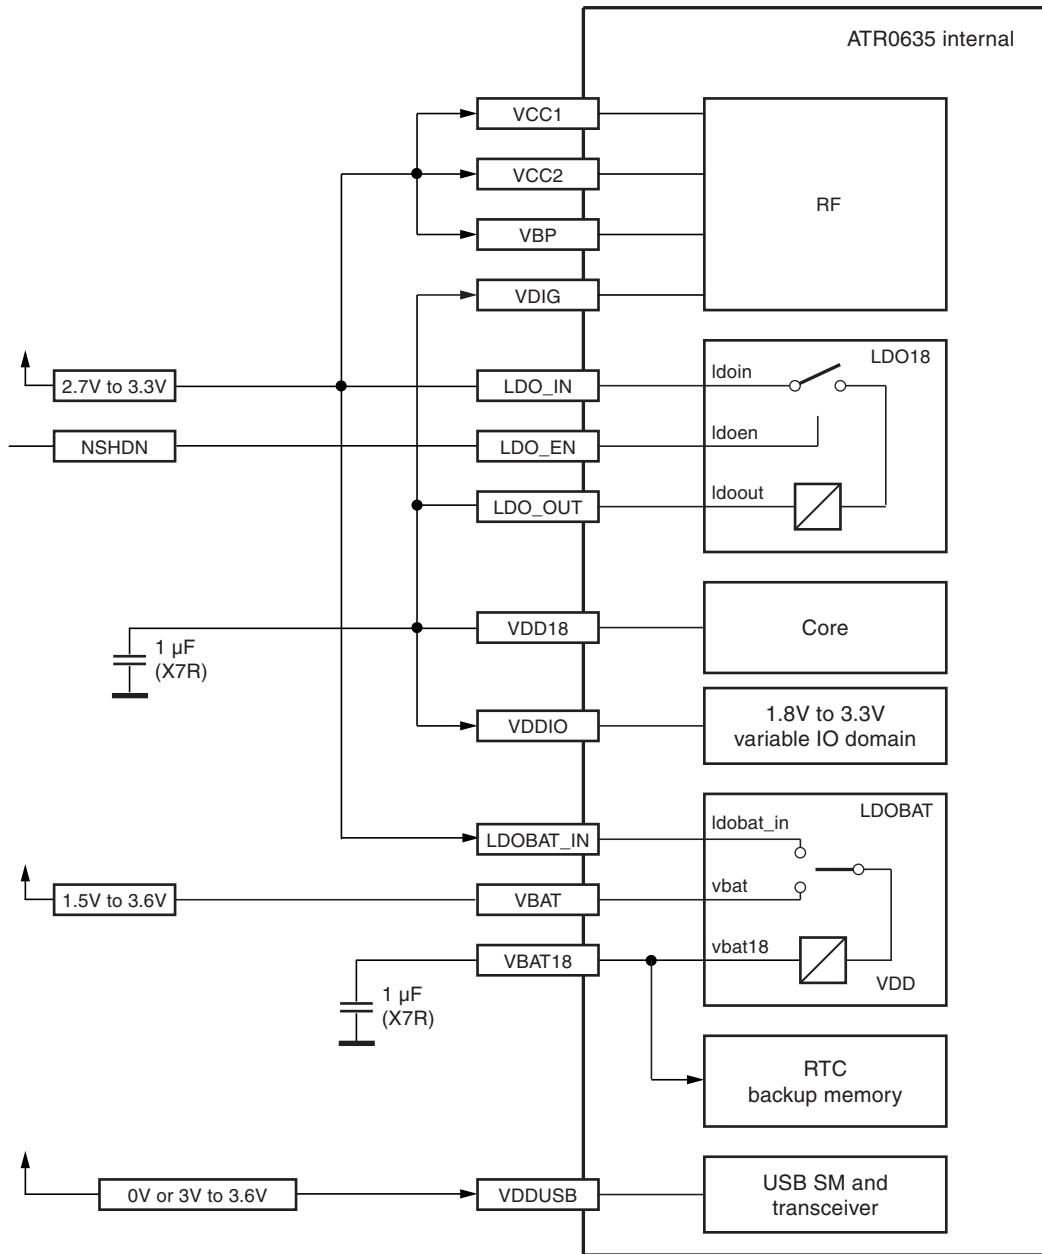 ATR0635 internal
VCC1
VCC2
RF
VBP
VDIG
LDO18
2.7V to 3.3V
LDO_IN
ldoin
NSHDN
LDO_EN
ldoen
LDO_OUT
ldoout
1 µF
(X7R)
VDD18
Core
VDDIO
1.8V to 3.3V
variable IO domain
LDOBAT
LDOBAT_IN
ldobat_in
1.5V to 3.6V
VBAT
vbat
VBAT18
vbat18
VDD
1 µF
(X7R)
RTC
backup memory
0V or 3V to 3.6V
VDDUSB
USB SM and
transceiver